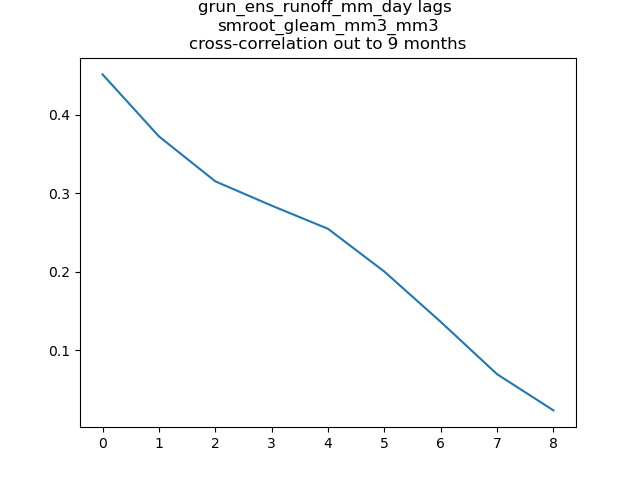 grun_ens_runoff_mm_day lags
smroot_gleam_mm3_mm3
cross-correlation out to 9 months
0.4
0.3
0.2
0.1
0 1 2 3 4 5 6 7 8